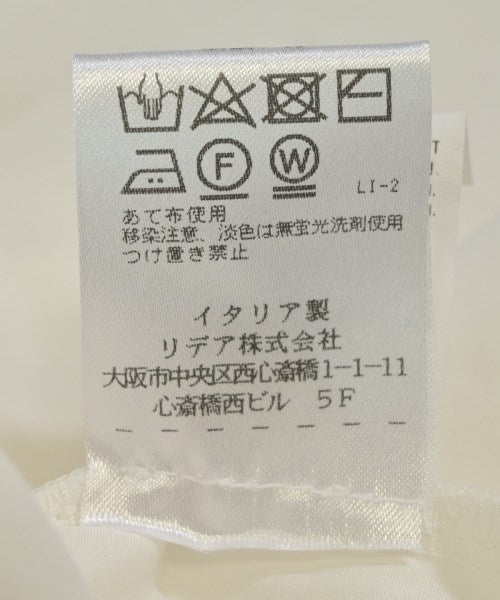 F W
LI-2
あて布使用
移染注意、淡色は無蛍光洗剤使用
つけ置き禁止
イタリア製
リデア株式会社
大阪市中央区西心斎橋1-1-11
心斎橋西ビル 5F